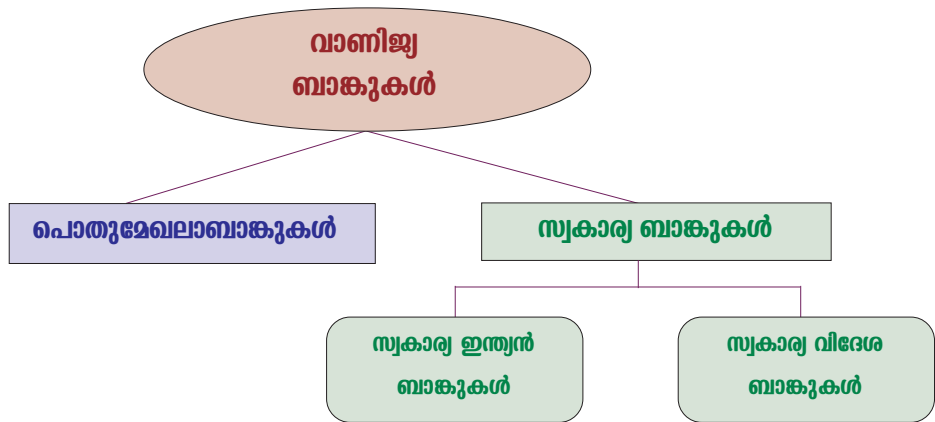 വാണിജ്യ
ബാങ്കുകൾ
പൊതുമേഖലാബാങ്കുകൾ
സ്വകാര്യ ബാങ്കുകൾ
സ്വകാര്യ ഇന്ത്യൻ
ബാങ്കുകൾ
സ്വകാര്യ വിദേശ
ബാങ്കുകൾ